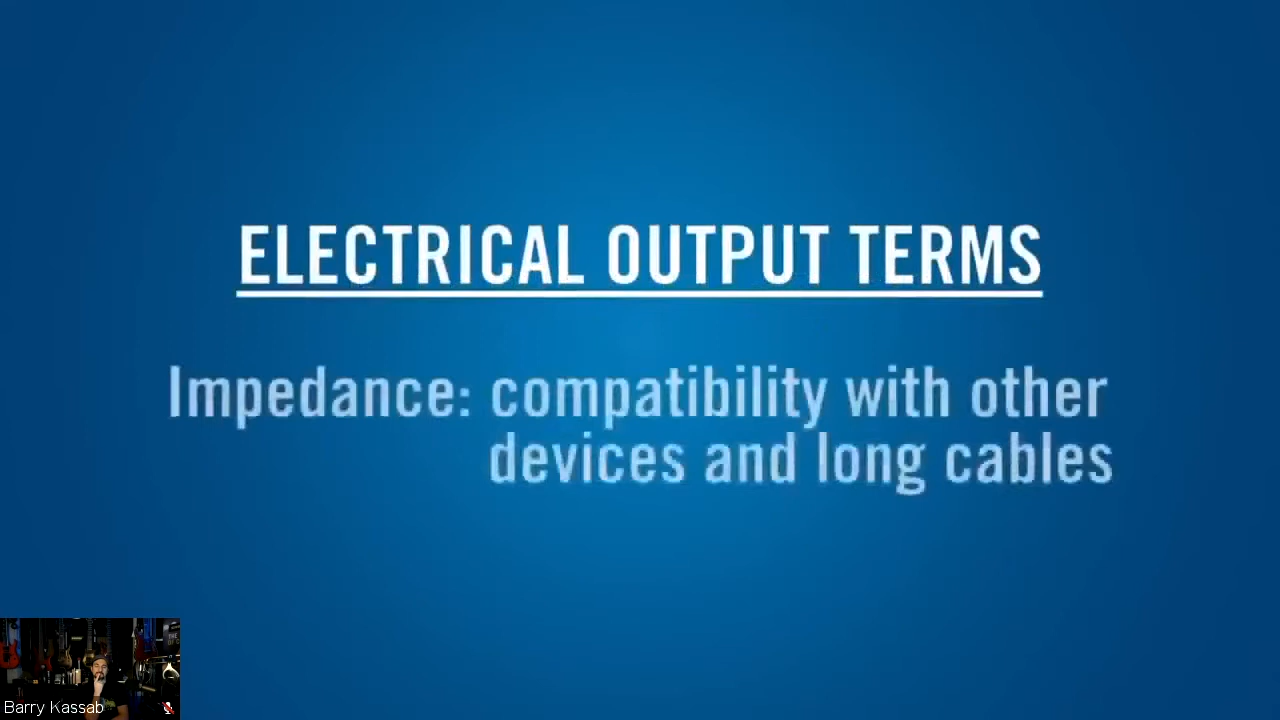 ELECTRICAL OUTPUT TERMS
Impedance: compatibility with other
devices and long cables
Barry Kassab